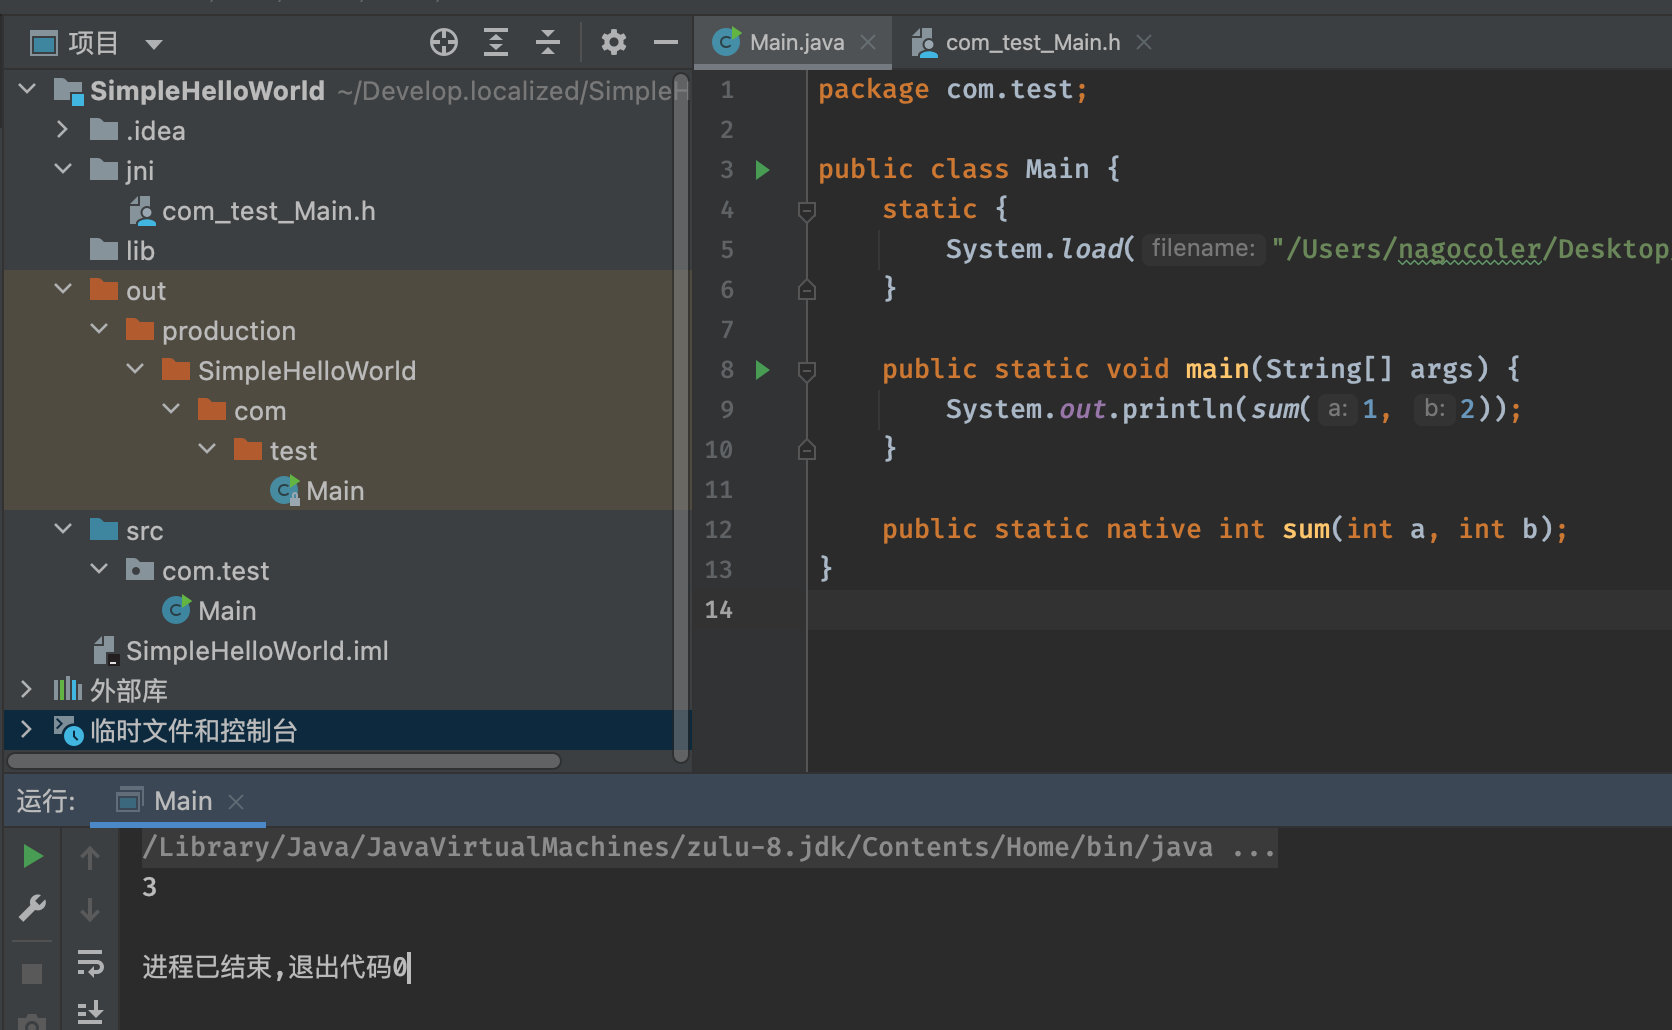 项目
SimpleHelloWorld ~/Develop.localized/SimpleH
.idea
jni
com_test_Main.h
lib
out
production
SimpleHelloWorld
com
test
Main
src
com.test
Main
SimpleHelloWorld.iml
外部库
临时文件和控制台
Main.java
com_test_Main.h
1 package com.test;
2
3 public class Main {
4 static {
5 System.load( filename: "/Users/nagocoler/Desktop
6 }
7
8 public static void main(String[] args) {
9 System.out.println(sum( a: 1, b: 2));
10 }
11
12 public static native int sum(int a, int b);
13 }
14
运行: Main
/Library/Java/JavaVirtualMachines/zulu-8.jdk/Contents/Home/bin/java ...
3
进程已结束,退出代码0